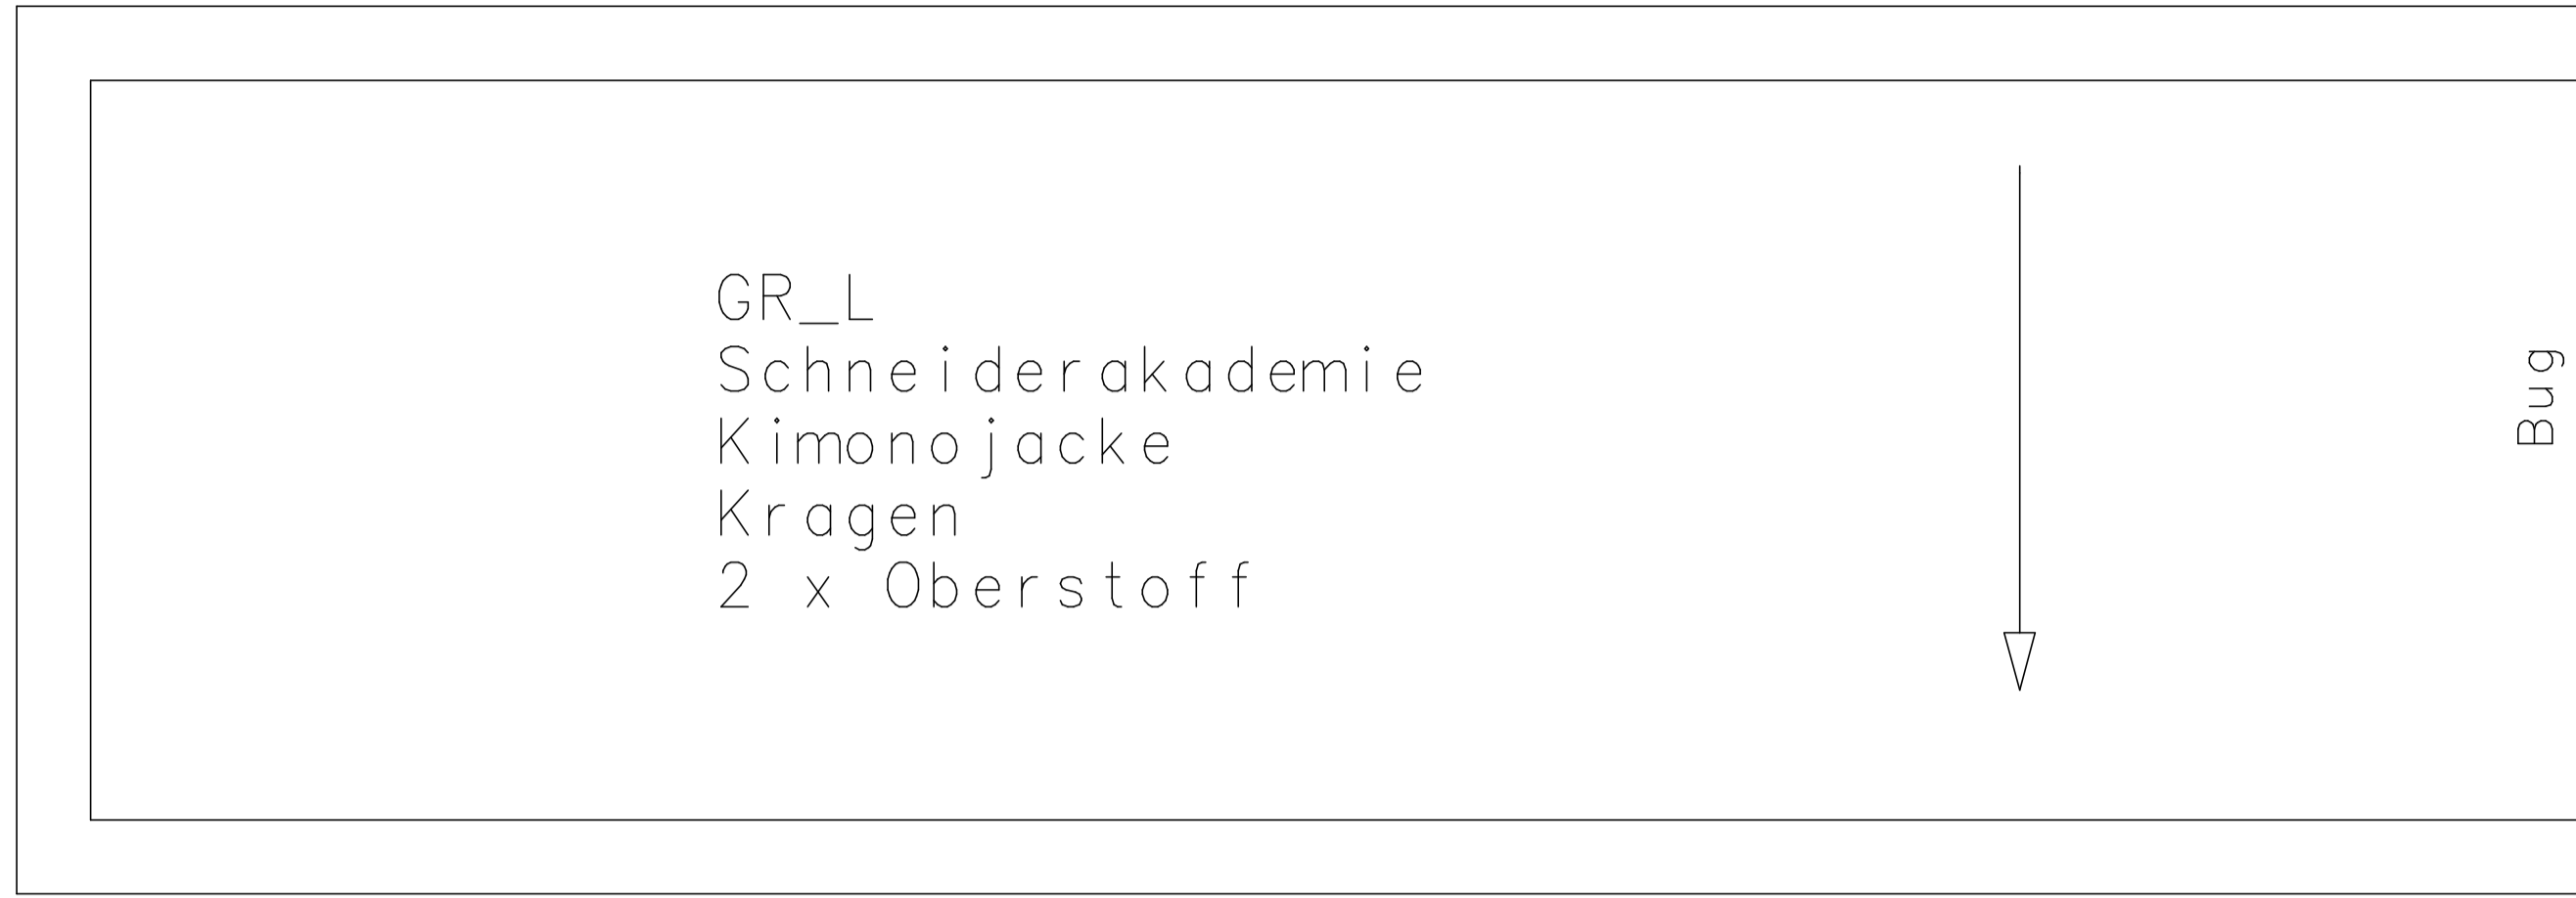 GR_L
Schneiderakademie
Kimonojacke
Kragen
2 x Oberstoff
Bug